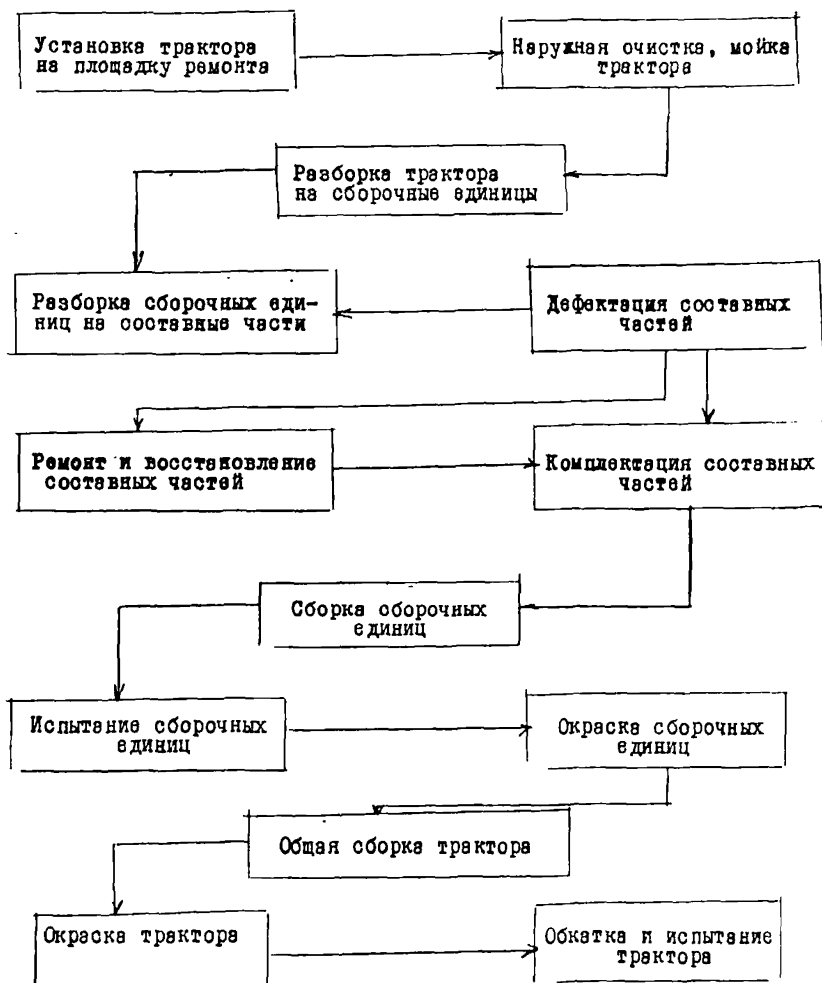 Установка трактора
на площадку ремонта
Наружная очистка, мойка
трактора
Разборка трактора
на сборочные единицы
Разборка сборочных еди-
ниц на составные части
Дефектация составных
частей
Ремонт и восстановление
составных частей
Комплектация составных
частей
Сборка сборочных
единиц
Испытание сборочных
единиц
Окраска сборочных
единиц
Общая сборка трактора
Окраска трактора
Обкатка и испытание
трактора